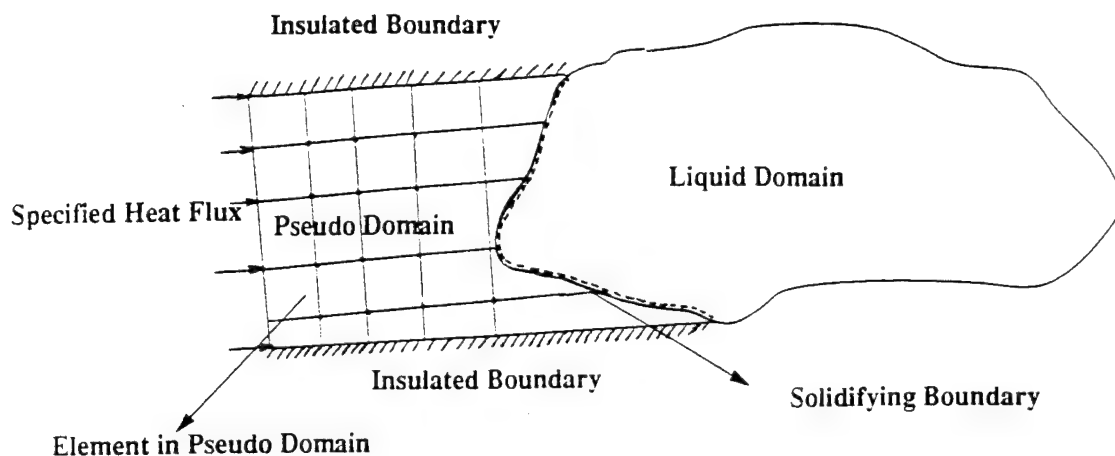 Insulated Boundary
Liquid Domain
Specified Heat Flux
Pseudo Domain
Insulated Boundary
Solidifying Boundary
Element in Pseudo Domain